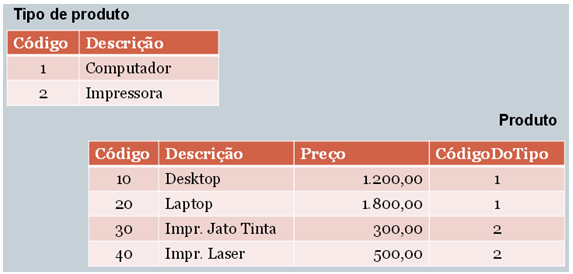 Tipo de produto
Código Descrição
1 Computador
2 Impressora
Produto
Código Descrição Preço CódigoDoTipo
10 Desktop 1.200,00 1
20 Laptop 1.800,00 1
30 Impr. Jato Tinta 300,00 2
40 Impr. Laser 500,00 2